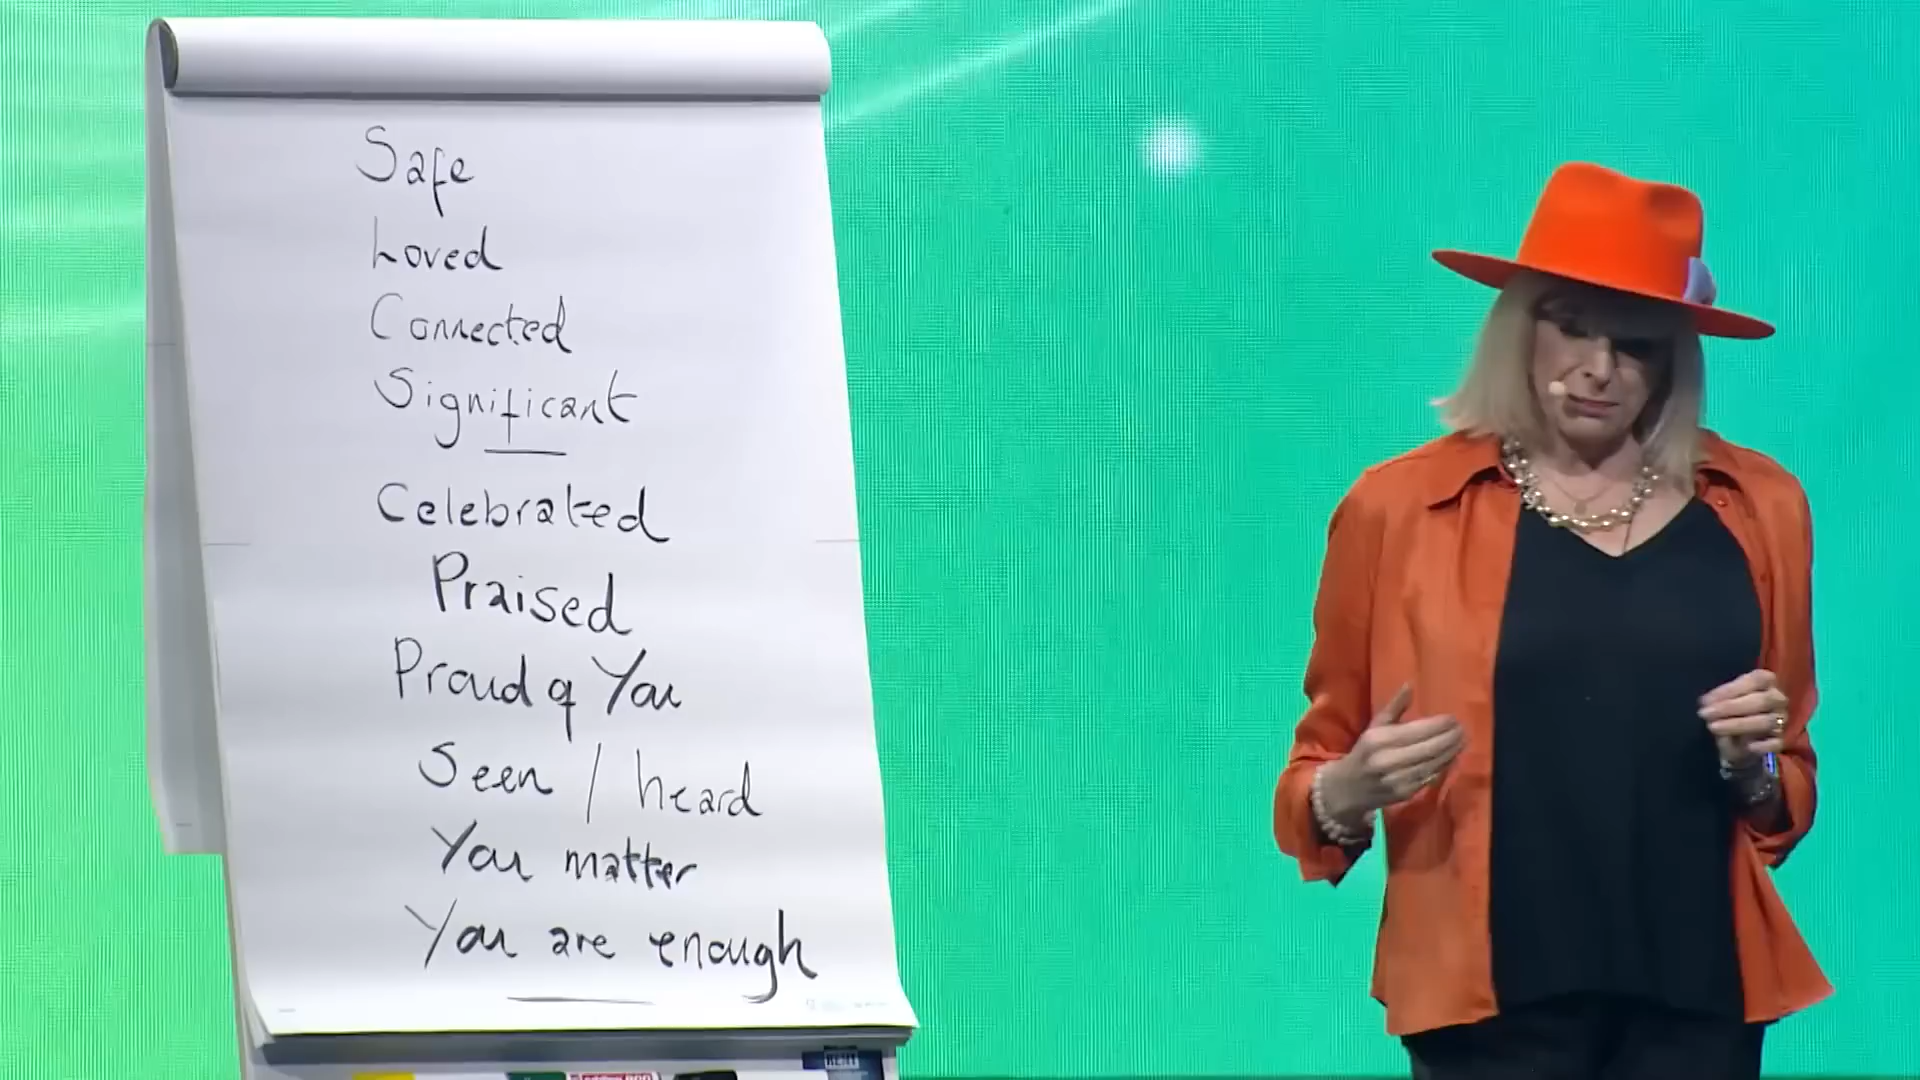 Safe
Loved
Connected
Significant
Celebrated
Praised
Proud of You
Seen / heard
You matter
You are enough